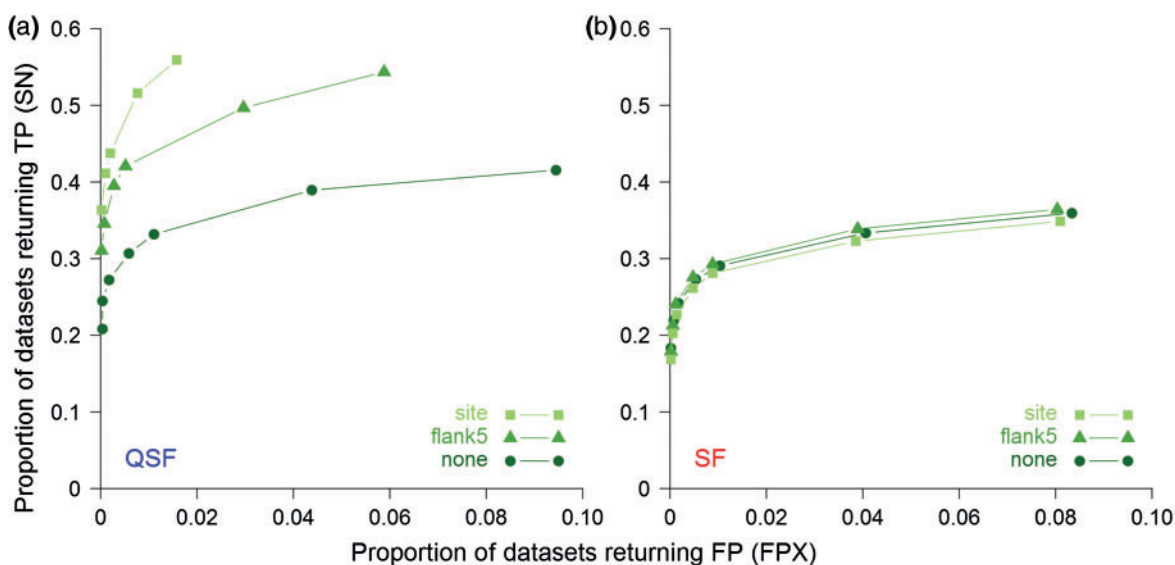 (a)
0.6
0.5
0.4
0.3
0.2
0.1
0
0
0.02
0.04
0.06
0.08
0.10
Proportion of datasets returning TP (SN)
site
flank5
none
QSF
(b)
0.6
0.5
0.4
0.3
0.2
0.1
0
0
0.02
0.04
0.06
0.08
0.10
site
flank5
none
SF
Proportion of datasets returning FP (FPX)